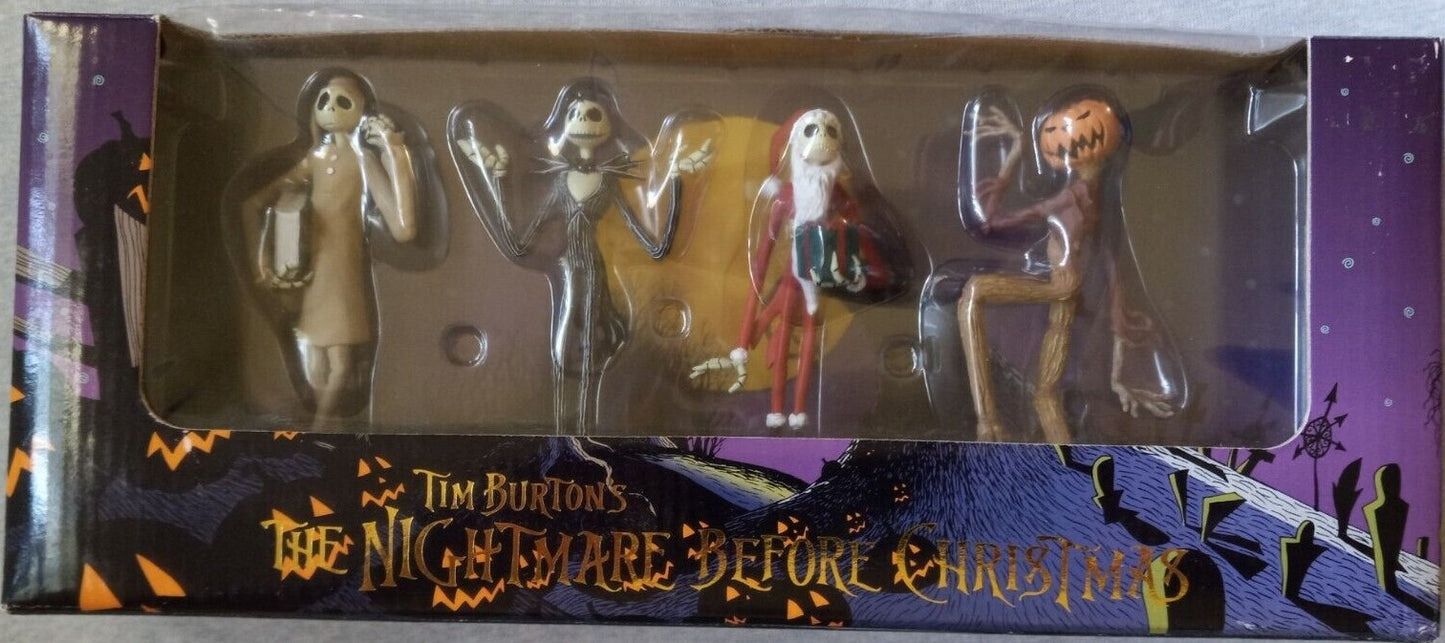 TIM BURTON'S
THE NIGHTMARE BEFORE CHRISTMAS